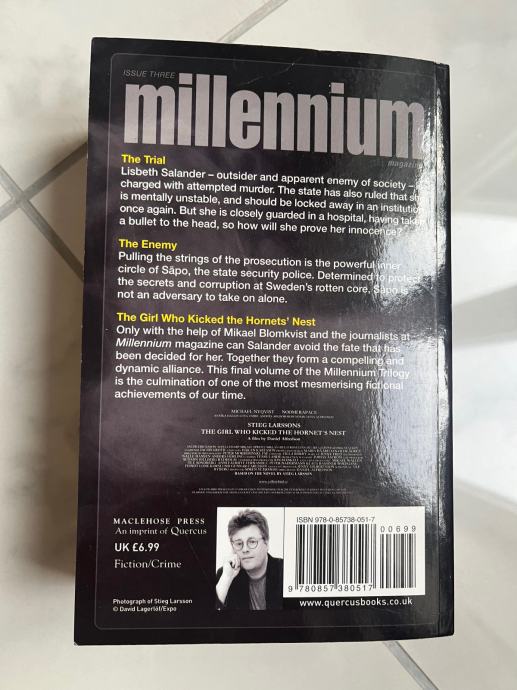 ISSUE THREE
millennium
magazine
The Trial
Lisbeth Salander – outsider and apparent enemy of society –
charged with attempted murder. The state has also ruled that she
is mentally unstable, and should be locked away in an institution
once again. But she is closely guarded in a hospital, having taken
a bullet to the head, so how will she prove her innocence?
The Enemy
Pulling the strings of the prosecution is the powerful inner
circle of Säpo, the state security police. Determined to protect
the secrets and corruption at Sweden's rotten core, Säpo is
not an adversary to take on alone.
The Girl Who Kicked the Hornets' Nest
Only with the help of Mikael Blomkvist and the journalists at
Millennium magazine can Salander avoid the fate that has
been decided for her. Together they form a compelling and
dynamic alliance. This final volume of the Millennium Trilogy
is the culmination of one of the most mesmerising fictional
achievements of our time.
MICHAEL NYQVIST NOOMI RAPACE
STIEG LARSSONS
THE GIRL WHO KICKED THE HORNET'S NEST
A film by Daniel Alfredson
BASED ON THE NOVEL BY STIEG LARSSON
MACLEHOSE PRESS
An imprint of Quercus
UK £6.99
Fiction/Crime
Photograph of Stieg Larsson
© David Lagerlöf/Expo
ISBN 978-0-85738-051-7
00699
9 780857 380517
www.quercusbooks.co.uk